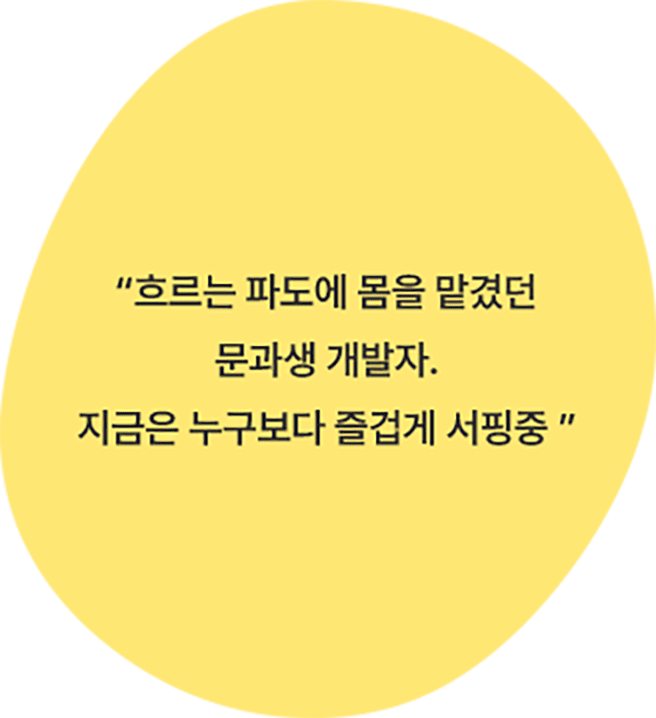 “흐르는 파도에 몸을 맡겼던
문과생 개발자.
지금은 누구보다 즐겁게 서핑중 ”